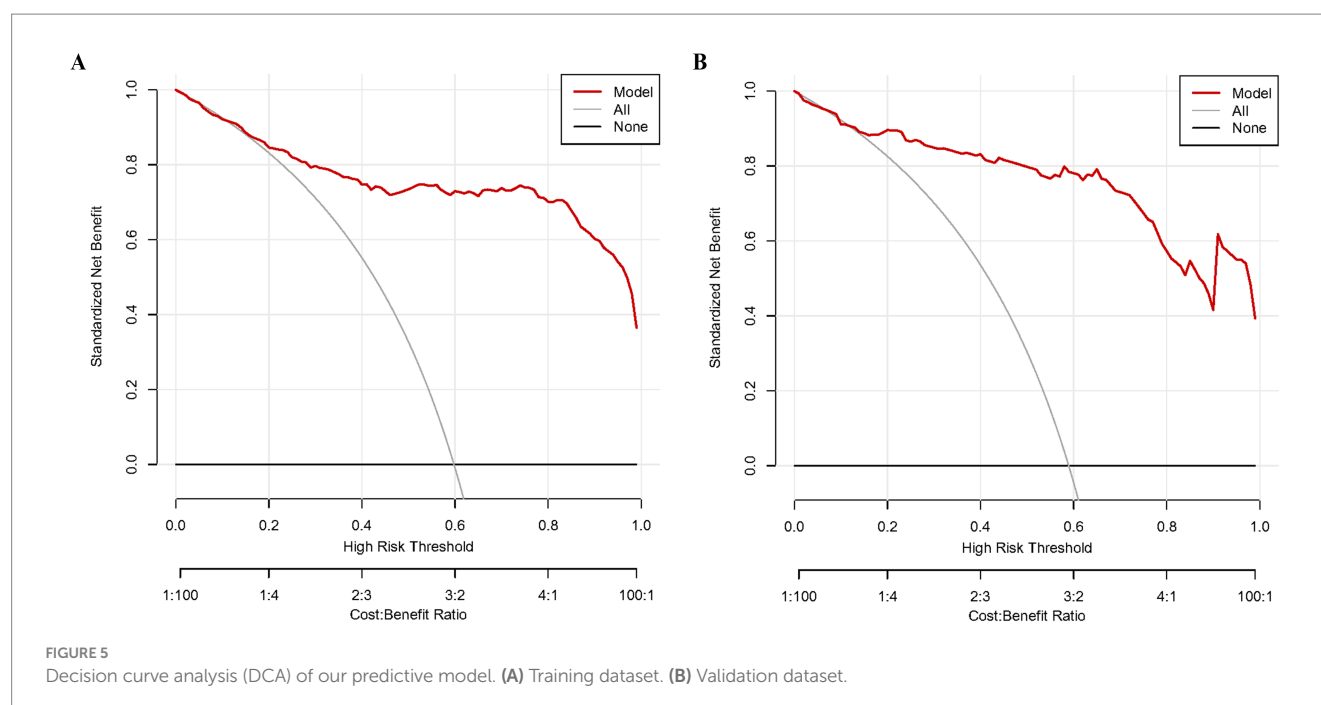 A
Model
All
None
Standardized Net Benefit
1.0
0.8
0.6
0.4
0.2
0.0
0.0 0.2 0.4 0.6 0.8 1.0
High Risk Threshold
1:100 1:4 2:3 3:2 4:1 100:1
Cost:Benefit Ratio
B
Model
All
None
Standardized Net Benefit
1.0
0.8
0.6
0.4
0.2
0.0
0.0 0.2 0.4 0.6 0.8 1.0
High Risk Threshold
1:100 1:4 2:3 3:2 4:1 100:1
Cost:Benefit Ratio
FIGURE 5
Decision curve analysis (DCA) of our predictive model. (A) Training dataset. (B) Validation dataset.